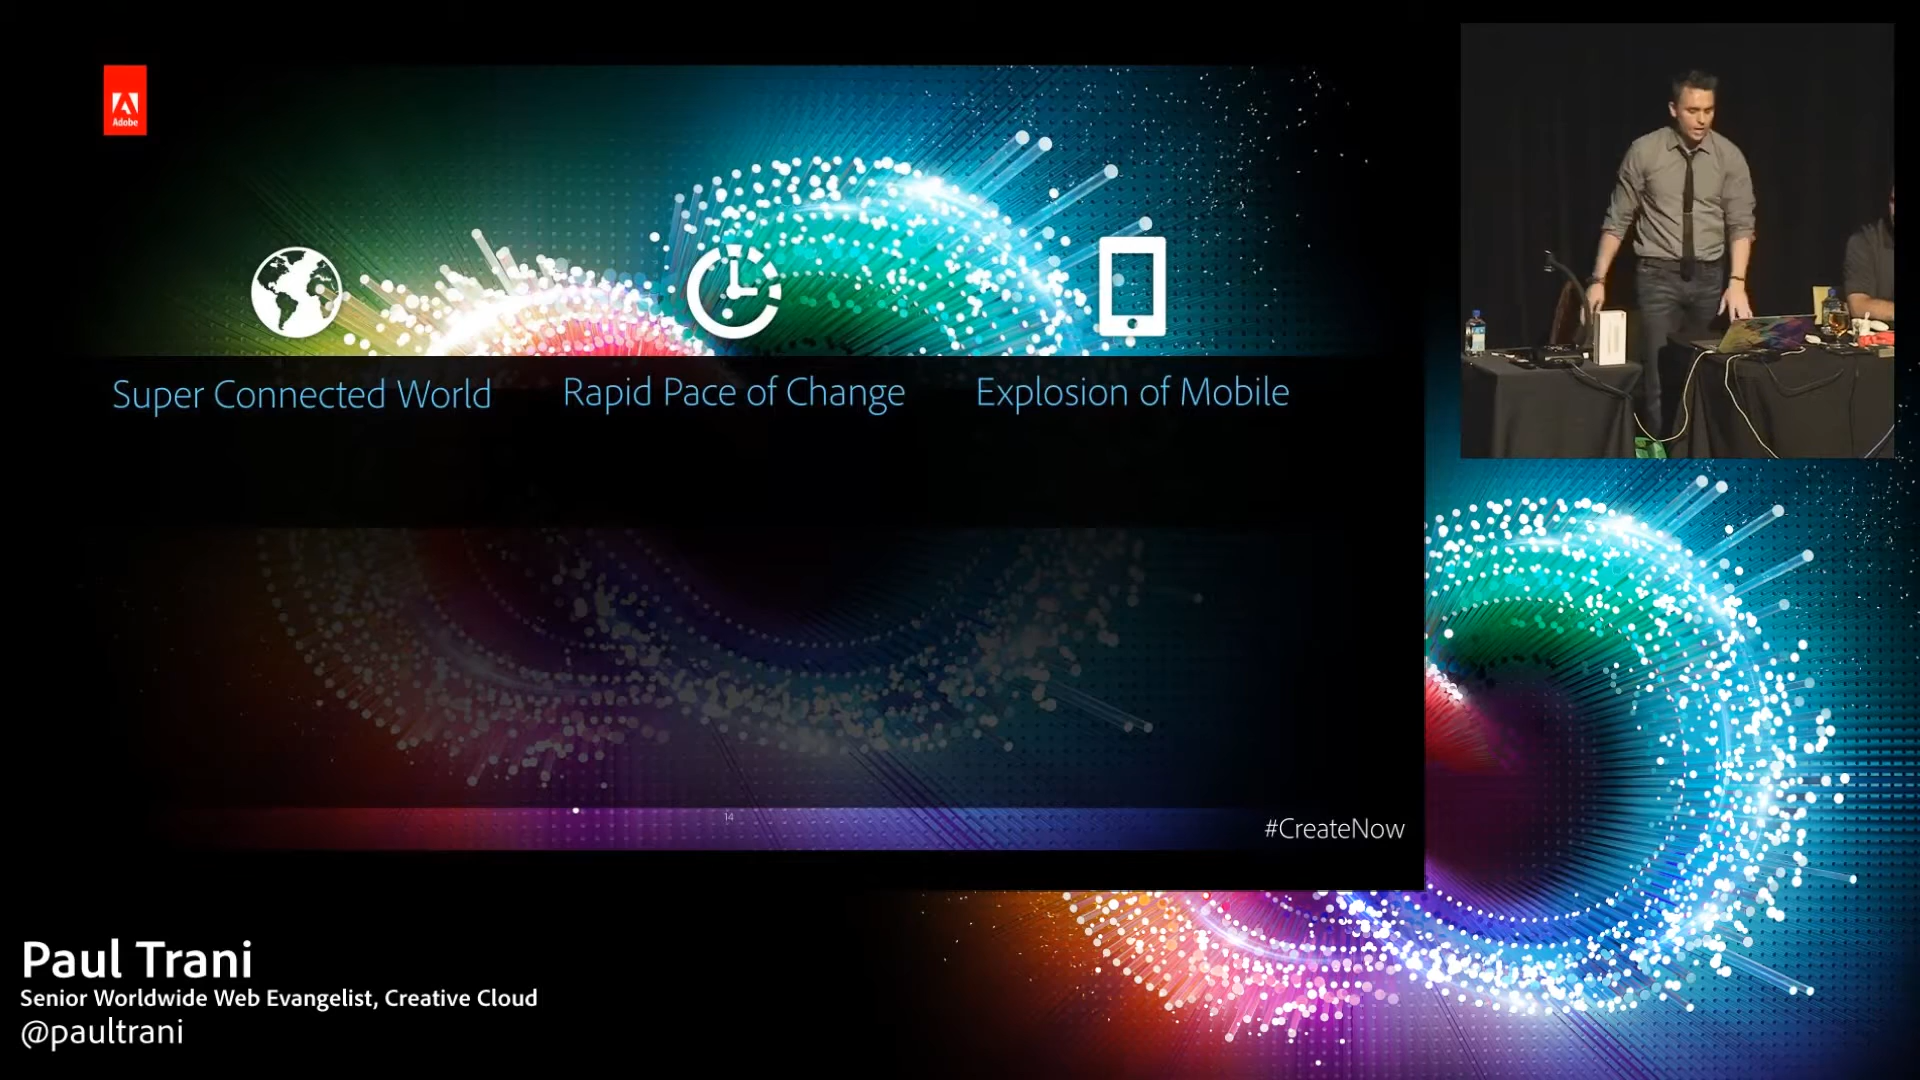 Adobe
Super Connected World
Rapid Pace of Change
Explosion of Mobile
14
#CreateNow
Paul Trani
Senior Worldwide Web Evangelist, Creative Cloud
@paultrani